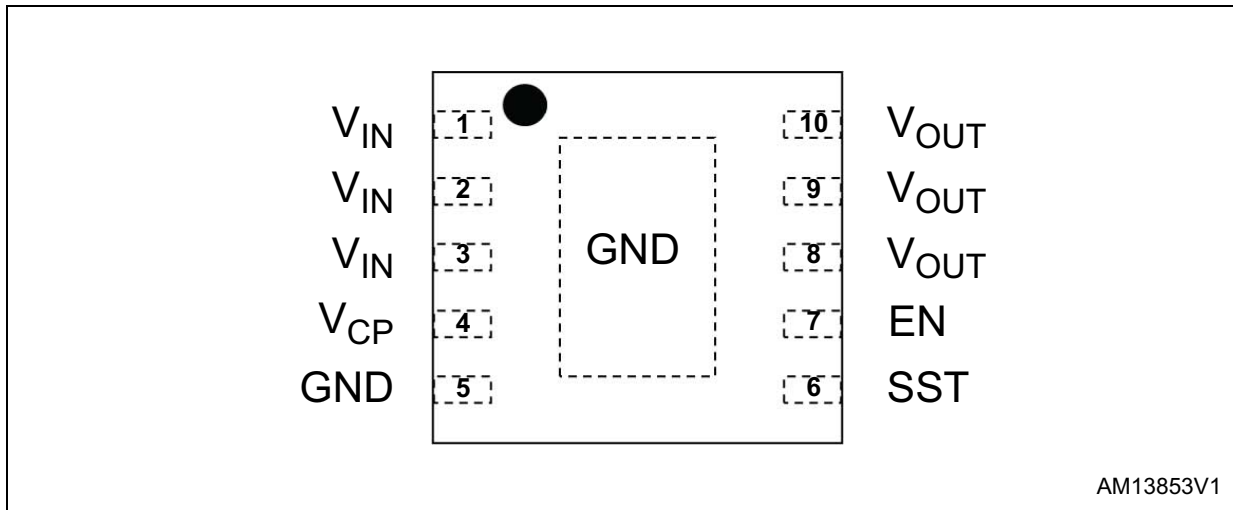 V_IN 1 10 V_OUT
V_IN 2 9 V_OUT
V_IN 3 GND 8 V_OUT
V_CP 4 7 EN
GND 5 6 SST
AM13853V1